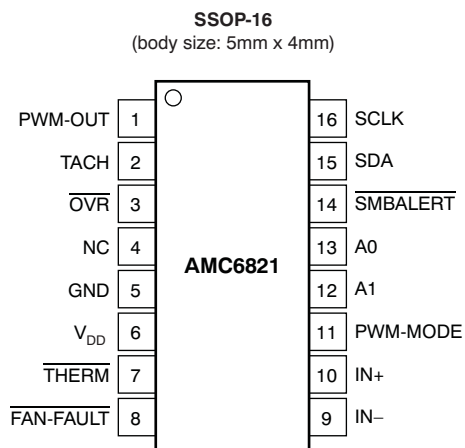 SSOP-16
(body size: 5mm x 4mm)
PWM-OUT 1 16 SCLK
TACH 2 15 SDA
OVR 3 14 SMBALERT
NC 4 13 A0
AMC6821
GND 5 12 A1
VDD 6 11 PWM-MODE
THERM 7 10 IN+
FAN-FAULT 8 9 IN−